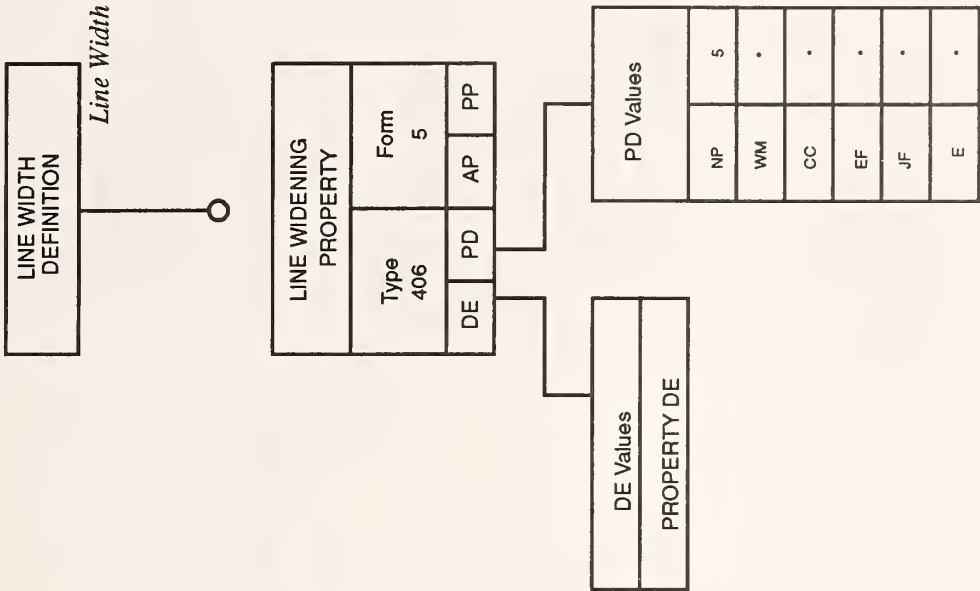 LINE WIDTH
DEFINITION
Line Width
LINE WIDENING
PROPERTY
Type
406
Form
5
DE
PD
AP
PP
DE Values
PROPERTY DE
PD Values
NP 5
WM •
CC •
EF •
JF •
E •